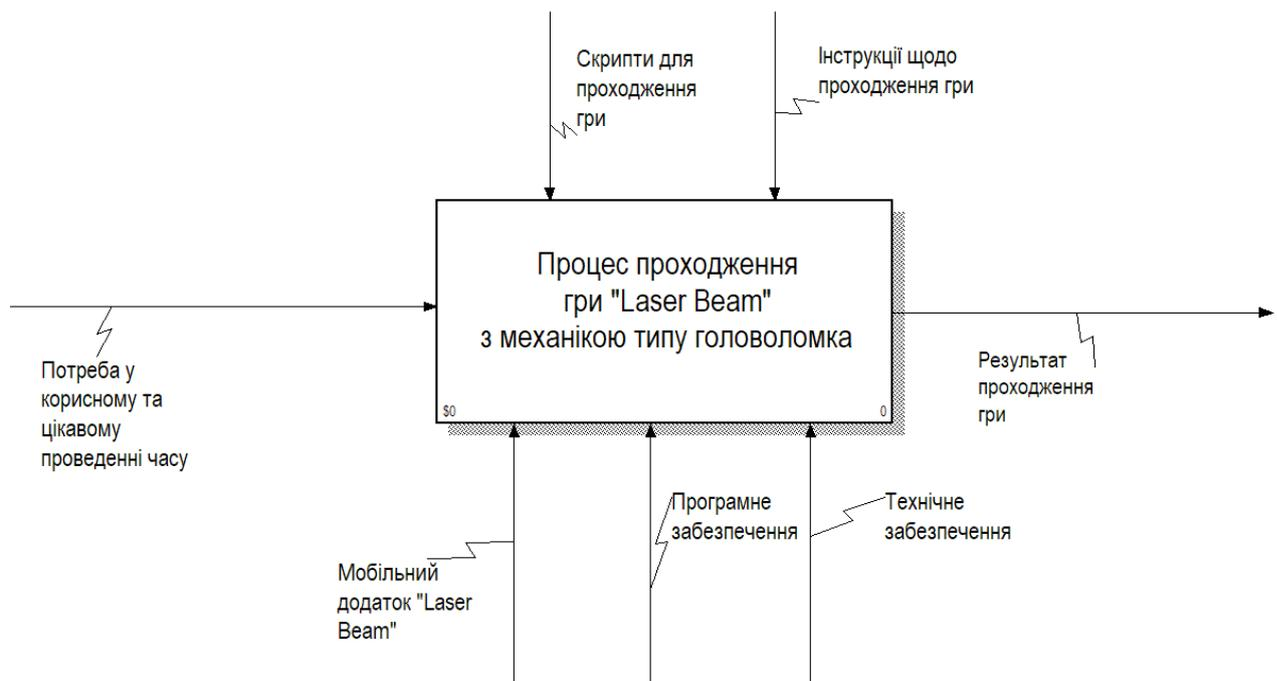 Скрипти для
проходження
гри
Інструкції щодо
проходження гри
Процес проходження
гри "Laser Beam"
з механікою типу головоломка
$0
0
Потреба у
корисному та
цікавому
проведенні часу
Результат
проходження
гри
Мобільний
додаток "Laser
Beam"
Програмне
забезпечення
Технічне
забезпечення